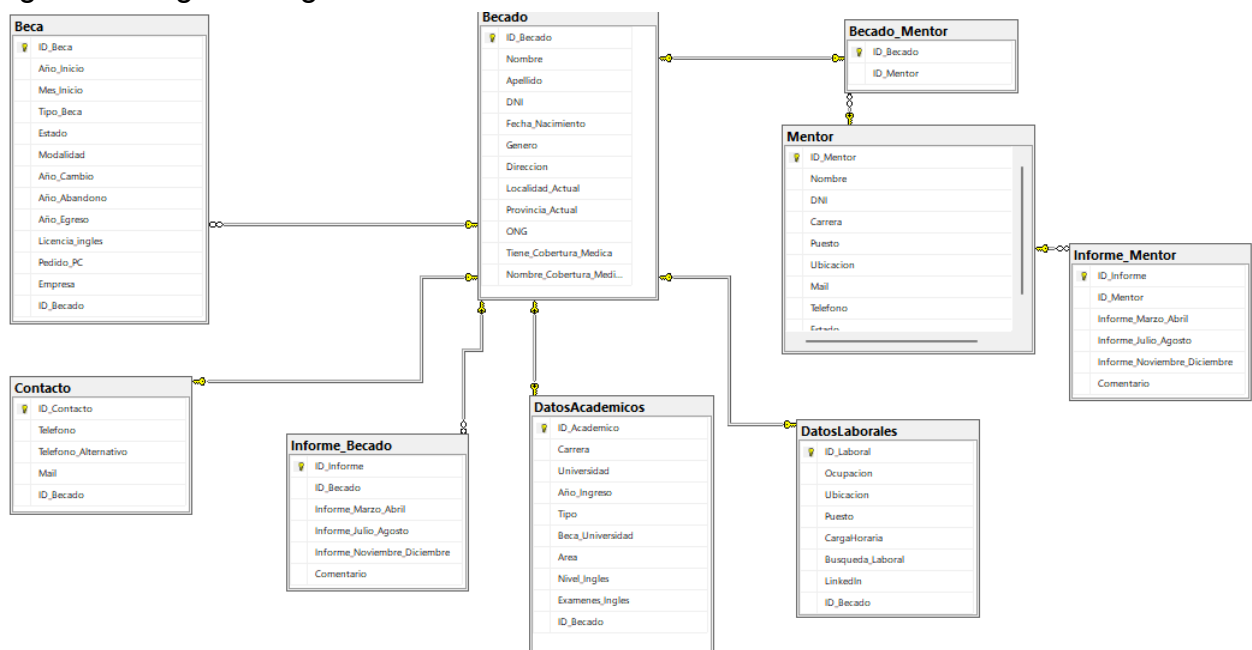 Beca
ID_Beca
Año_Inicio
Mes_Inicio
Tipo_Beca
Estado
Modalidad
Año_Cambio
Año_Abandono
Año_Egreso
Licencia_ingles
Pedido_PC
Empresa
ID_Becado
Becado
ID_Becado
Nombre
Apellido
DNI
Fecha_Nacimiento
Genero
Direccion
Localidad_Actual
Provincia_Actual
ONG
Tiene_Cobertura_Medica
Nombre_Cobertura_Medi...
Becado_Mentor
ID_Becado
ID_Mentor
Mentor
ID_Mentor
Nombre
DNI
Carrera
Puesto
Ubicacion
Mail
Telefono
Estado
Informe_Mentor
ID_Informe
ID_Mentor
Informe_Marzo_Abril
Informe_Julio_Agosto
Informe_Noviembre_Diciembre
Comentario
Contacto
ID_Contacto
Telefono
Telefono_Alternativo
Mail
ID_Becado
Informe_Becado
ID_Informe
ID_Becado
Informe_Marzo_Abril
Informe_Julio_Agosto
Informe_Noviembre_Diciembre
Comentario
DatosAcademicos
ID_Academico
Carrera
Universidad
Año_Ingreso
Tipo
Beca_Universidad
Area
Nivel_Ingles
Examenes_Ingles
ID_Becado
DatosLaborales
ID_Laboral
Ocupacion
Ubicacion
Puesto
CargaHoraria
Busqueda_Laboral
LinkedIn
ID_Becado